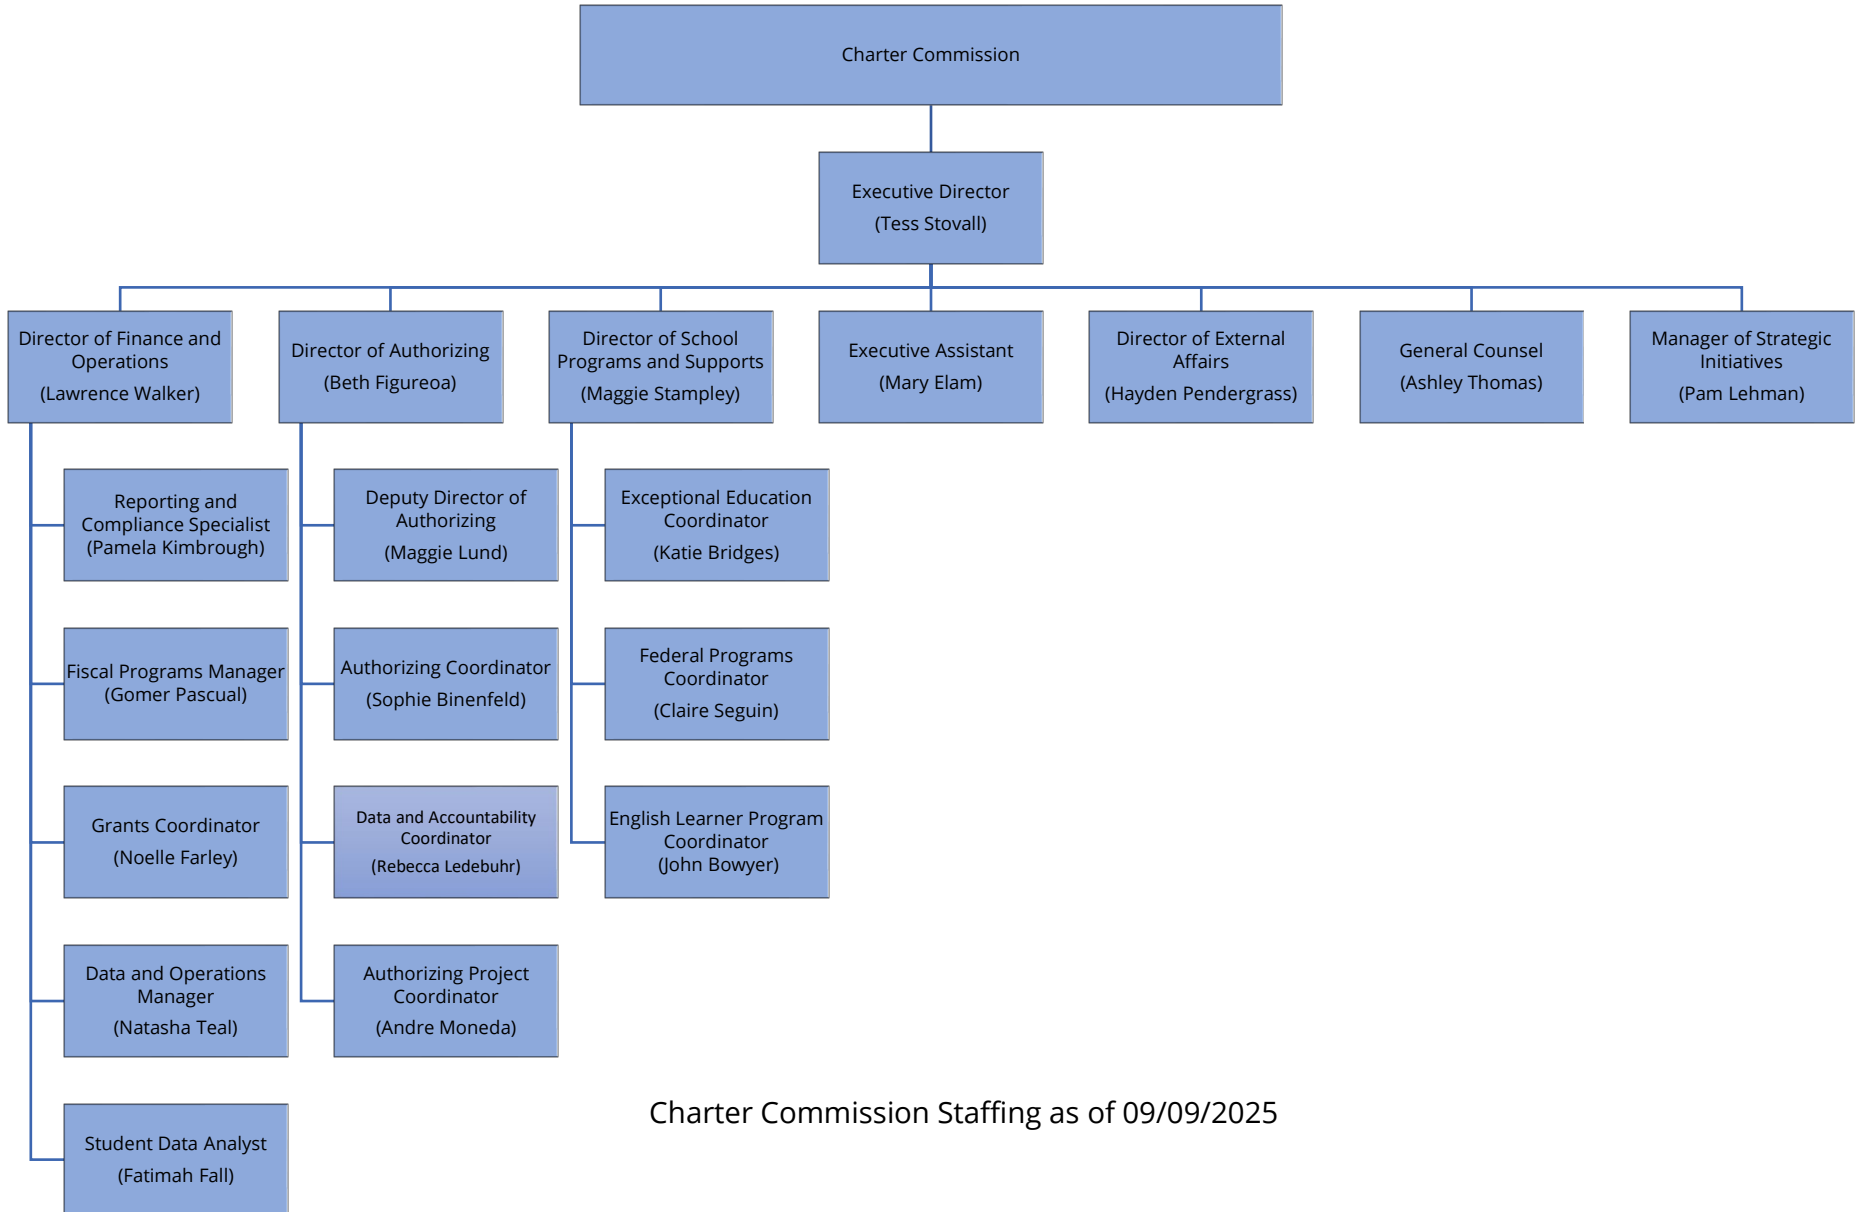 Charter Commission
Executive Director
(Tess Stovall)
Director of Finance and
Operations
(Lawrence Walker)
Director of Authorizing
(Beth Figureoa)
Director of School
Programs and Supports
(Maggie Stampley)
Executive Assistant
(Mary Elam)
Director of External
Affairs
(Hayden Pendergrass)
General Counsel
(Ashley Thomas)
Manager of Strategic
Initiatives
(Pam Lehman)
Reporting and
Compliance Specialist
(Pamela Kimbrough)
Fiscal Programs Manager
(Gomer Pascual)
Grants Coordinator
(Noelle Farley)
Data and Operations
Manager
(Natasha Teal)
Student Data Analyst
(Fatimah Fall)
Deputy Director of
Authorizing
(Maggie Lund)
Authorizing Coordinator
(Sophie Binenfeld)
Data and Accountability
Coordinator
(Rebecca Ledebuhr)
Authorizing Project
Coordinator
(Andre Moneda)
Exceptional Education
Coordinator
(Katie Bridges)
Federal Programs
Coordinator
(Claire Seguin)
English Learner Program
Coordinator
(John Bowyer)
Charter Commission Staffing as of 09/09/2025